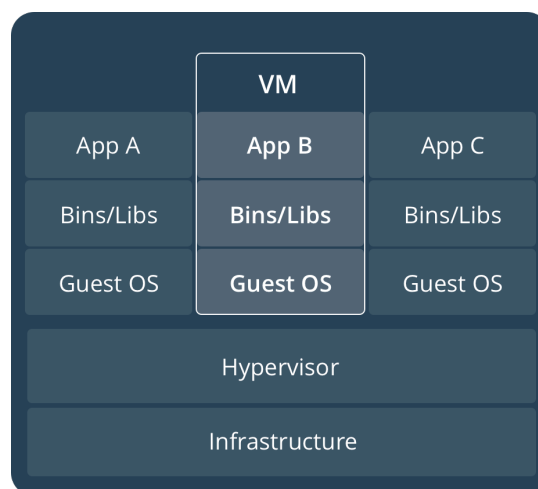 VM
App A
App B
App C
Bins/Libs
Bins/Libs
Bins/Libs
Guest OS
Guest OS
Guest OS
Hypervisor
Infrastructure